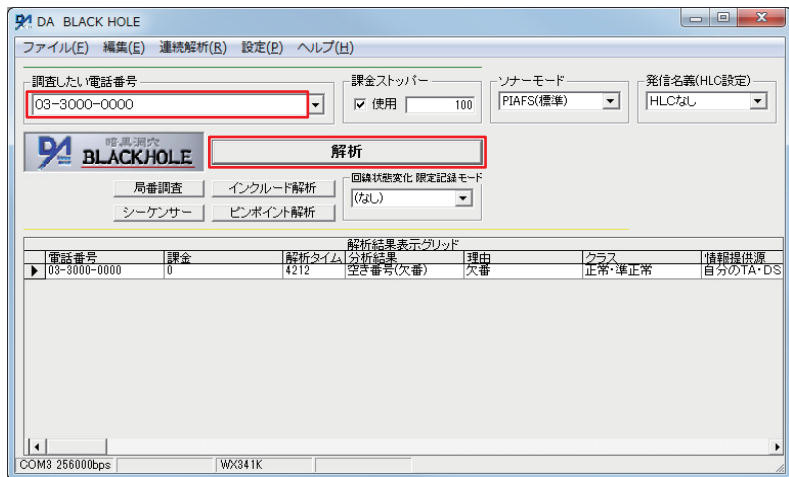 DA BLACK HOLE
ファイル(F) 編集(E) 連続解析(R) 設定(P) ヘルプ(H)
調査したい電話番号 課金ストッパー ソナーモード 発信名義(HLC設定)
03-3000-0000 使用 100 PIAFS(標準) HLCなし
DA 暗黒洞穴 BLACKHOLE 解析
局番調査 インクルード解析 回線状態変化 限定記録モード
シーケンサー ピンポイント解析 (なし)
解析結果表示グリッド
電話番号 課金 解析タイム 分析結果 理由 クラス 情報提供源
03-3000-0000 0 4212 空き番号(欠番) 欠番 正常・準正常 自分のTA・DS
COM3 256000bps WX341K